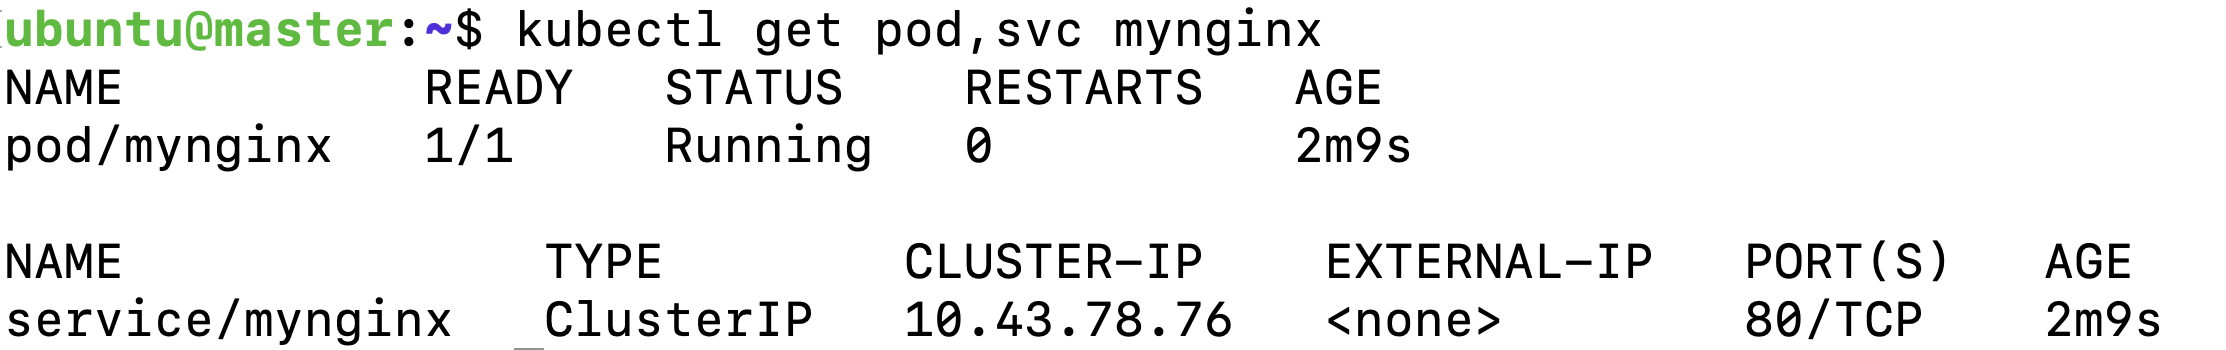 ubuntu@master:~$ kubectl get pod,svc mynginx
NAME READY STATUS RESTARTS AGE
pod/mynginx 1/1 Running 0 2m9s
NAME TYPE CLUSTER-IP EXTERNAL-IP PORT(S) AGE
service/mynginx ClusterIP 10.43.78.76 <none> 80/TCP 2m9s